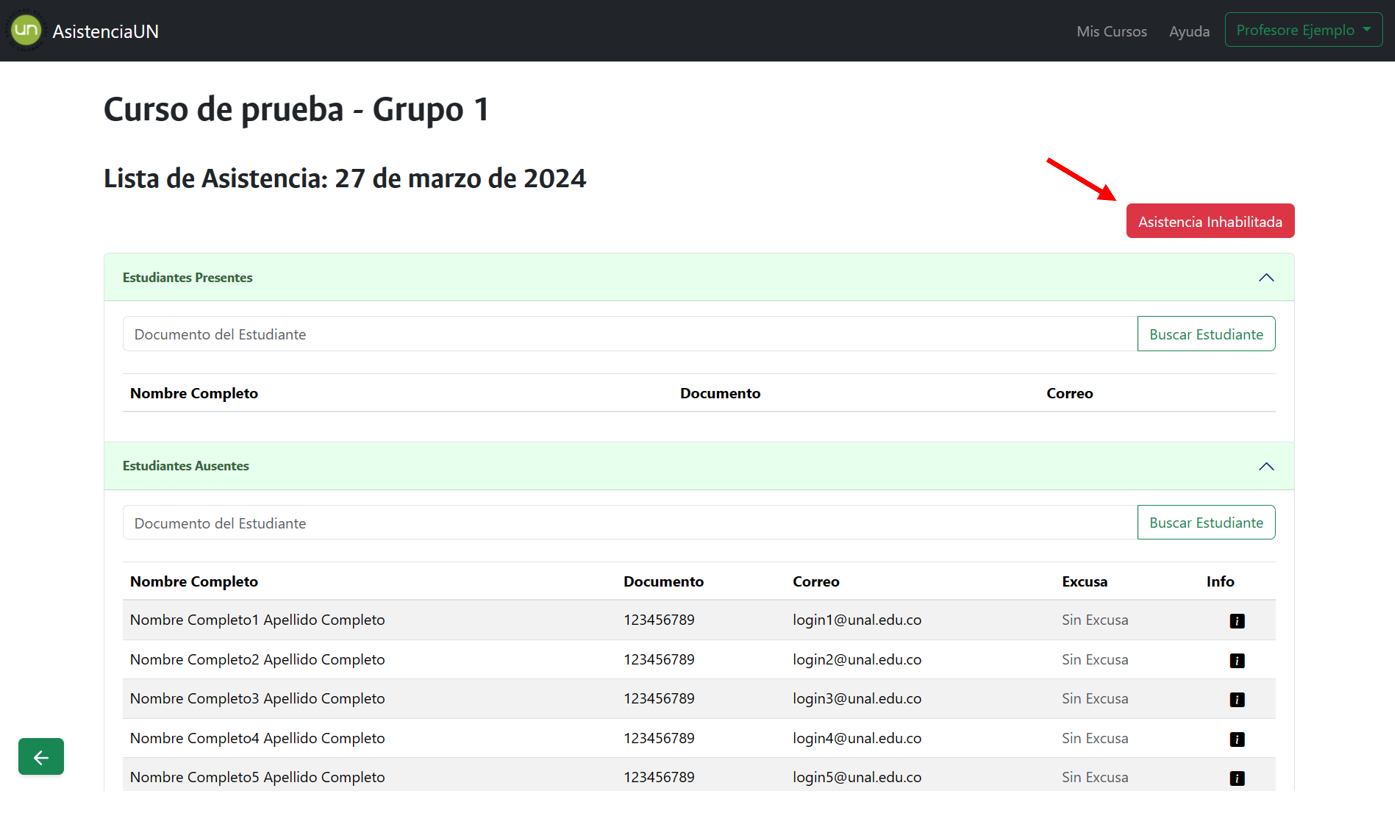 un AsistenciaUN Mis Cursos Ayuda Profesore Ejemplo
Curso de prueba - Grupo 1
Lista de Asistencia: 27 de marzo de 2024
Asistencia Inhabilitada
Estudiantes Presentes
Documento del Estudiante Buscar Estudiante
Nombre Completo Documento Correo
Estudiantes Ausentes
Documento del Estudiante Buscar Estudiante
Nombre Completo Documento Correo Excusa Info
Nombre Completo1 Apellido Completo 123456789 login1@unal.edu.co Sin Excusa i
Nombre Completo2 Apellido Completo 123456789 login2@unal.edu.co Sin Excusa i
Nombre Completo3 Apellido Completo 123456789 login3@unal.edu.co Sin Excusa i
Nombre Completo4 Apellido Completo 123456789 login4@unal.edu.co Sin Excusa i
Nombre Completo5 Apellido Completo 123456789 login5@unal.edu.co Sin Excusa i